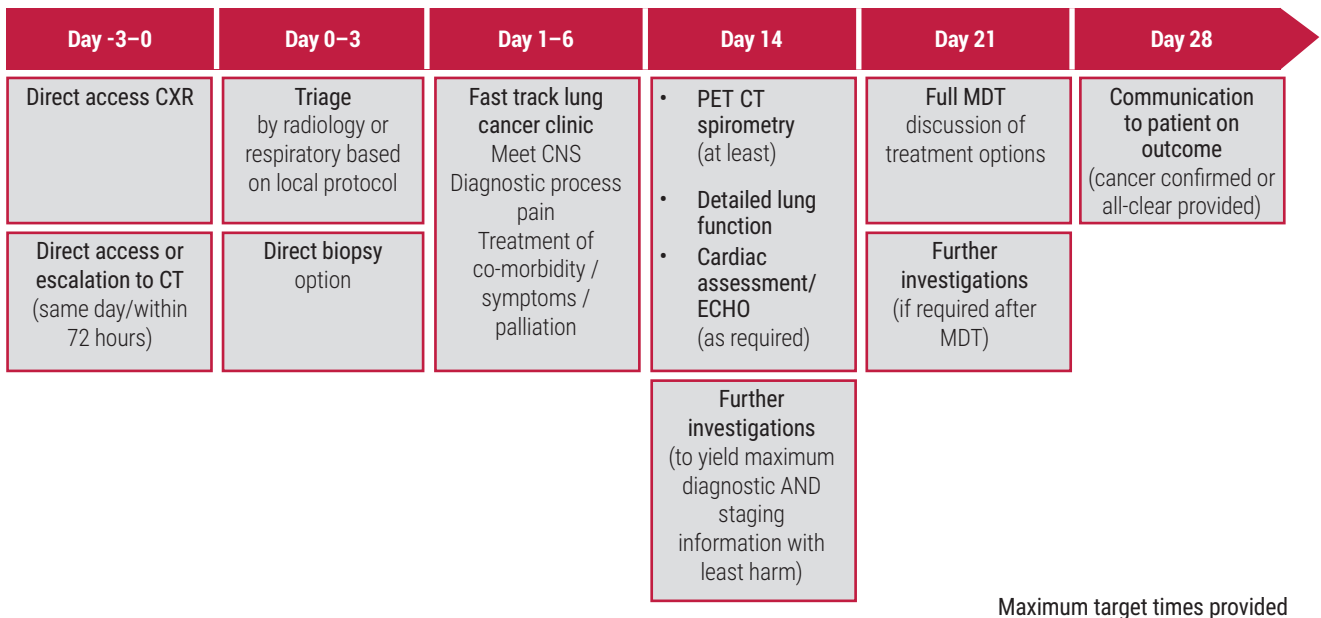 Day -3–0
Day 0–3
Day 1–6
Day 14
Day 21
Day 28
Direct access CXR
Direct access or
escalation to CT
(same day/within
72 hours)
Triage
by radiology or
respiratory based
on local protocol
Direct biopsy
option
Fast track lung
cancer clinic
Meet CNS
Diagnostic process
pain
Treatment of
co-morbidity /
symptoms /
palliation
• PET CT
spirometry
(at least)
• Detailed lung
function
• Cardiac
assessment/
ECHO
(as required)
Further
investigations
(to yield maximum
diagnostic AND
staging
information with
least harm)
Full MDT
discussion of
treatment options
Further
investigations
(if required after
MDT)
Communication
to patient on
outcome
(cancer confirmed or
all-clear provided)
Maximum target times provided